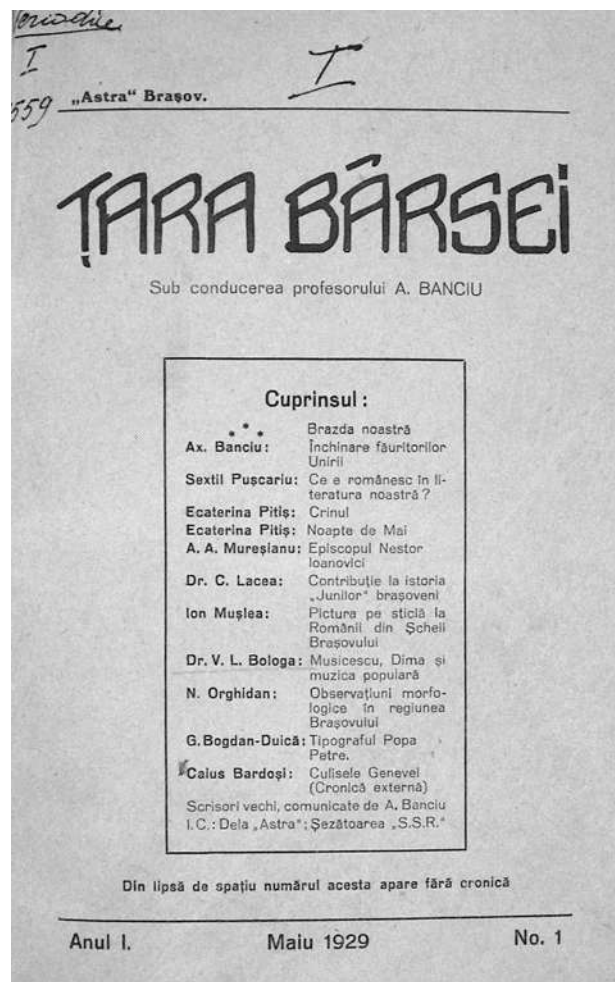 Periodice
I
I
559
„Astra“ Brașov.
ȚARA BÂRSEI
Sub conducerea profesorului A. BANCIU
Cuprinsul :
* * * Brazda noastră
Ax. Banciu: Închinare făuritorilor
Unirii
Sextil Pușcariu: Ce e românesc în li-
teratura noastră ?
Ecaterina Pitiș: Crinul
Ecaterina Pitiș: Noapte de Mai
A. A. Mureșianu: Episcopul Nestor
Ioanovici
Dr. C. Lacea: Contribuție la istoria
„Junilor“ brașoveni
Ion Mușlea: Pictura pe sticlă la
Românii din Șcheii
Brașovului
Dr. V. L. Bologa: Musicescu, Dima și
muzica populară
N. Orghidan: Observațiuni morfo-
logice în regiunea
Brașovului
G. Bogdan-Duică: Tipograful Popa
Petre.
Caius Bardoși: Culisele Genevei
(Cronică externă)
Scrisori vechi, comunicate de A. Banciu
I. C.: Dela „Astra“; Șezătoarea „S.S.R.“
Din lipsă de spațiu numărul acesta apare fără cronică
Anul I. Maiu 1929 No. 1